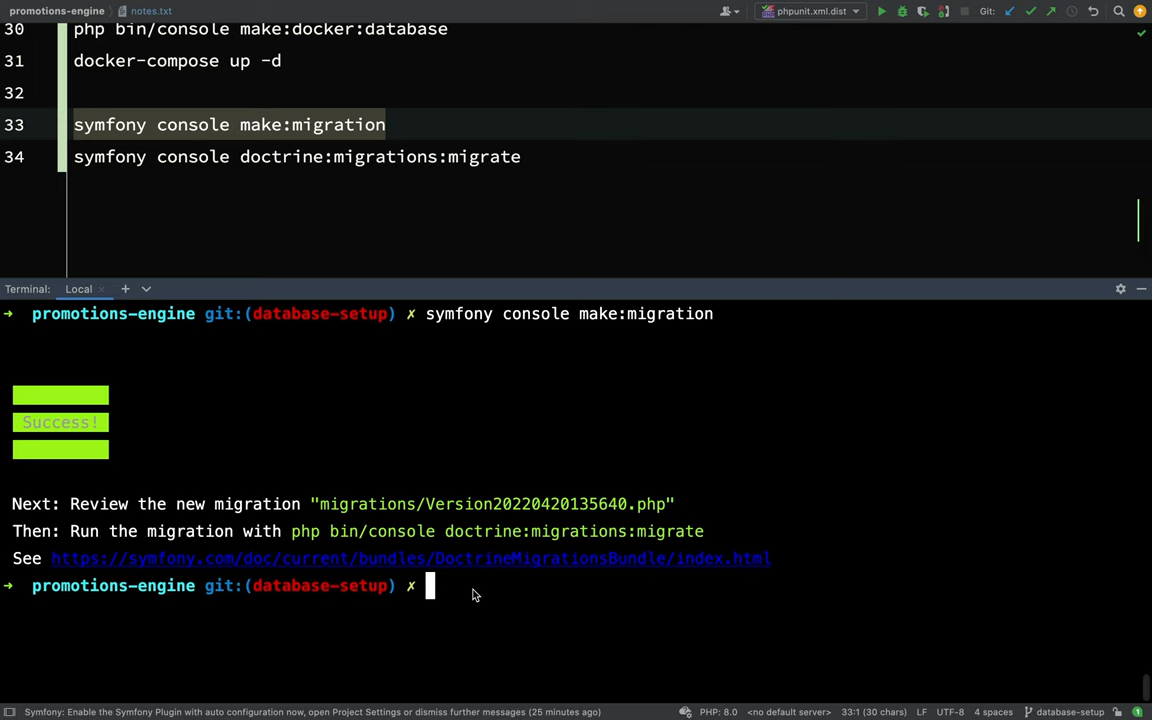 promotions-engine notes.txt phpunit.xml.dist Git:
30 php bin/console make:docker:database
31 docker-compose up -d
32
33 symfony console make:migration
34 symfony console doctrine:migrations:migrate
Terminal: Local
→ promotions-engine git:(database-setup) ✗ symfony console make:migration
Success!
Next: Review the new migration "migrations/Version20220420135640.php"
Then: Run the migration with php bin/console doctrine:migrations:migrate
See https://symfony.com/doc/current/bundles/DoctrineMigrationsBundle/index.html
→ promotions-engine git:(database-setup) ✗
Symfony: Enable the Symfony Plugin with auto configuration now, open Project Settings or dismiss further messages (25 minutes ago) PHP: 8.0 <no default server> 33:1 (30 chars) LF UTF-8 4 spaces database-setup 1